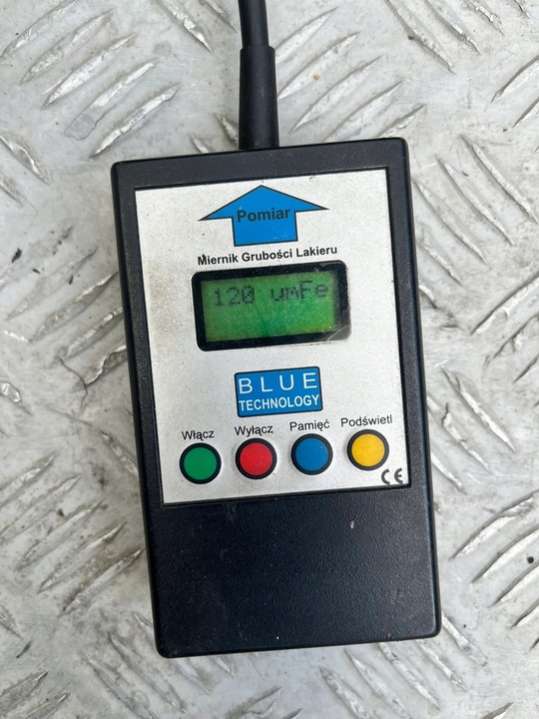 Pomiar
Miernik Grubości Lakieru
120 umFe
BLUE
TECHNOLOGY
Włącz Wyłącz Pamięć Podświetl
CE